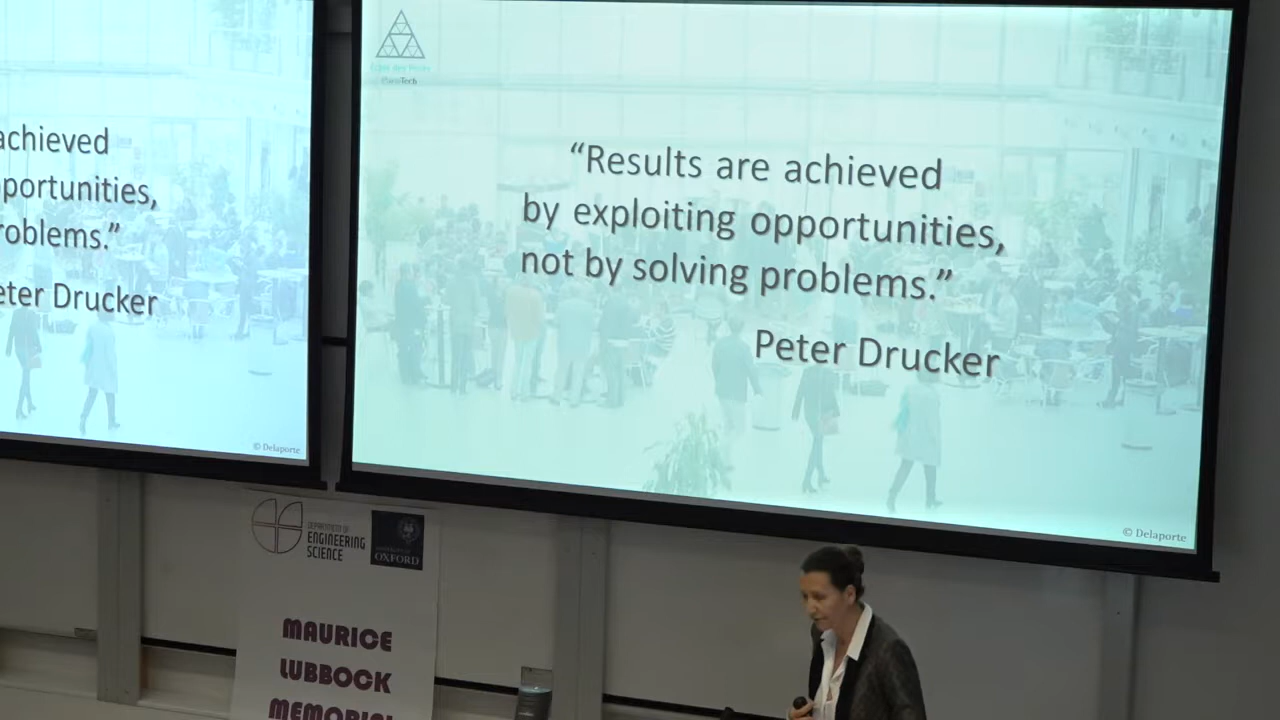 achieved
pportunities,
roblems.”
eter Drucker
© Delaporte
ParisTech
“Results are achieved
by exploiting opportunities,
not by solving problems.”
Peter Drucker
© Delaporte
DEPARTMENT OF
ENGINEERING
SCIENCE
OXFORD
MAURICE
LUBBOCK
MEMORIAL